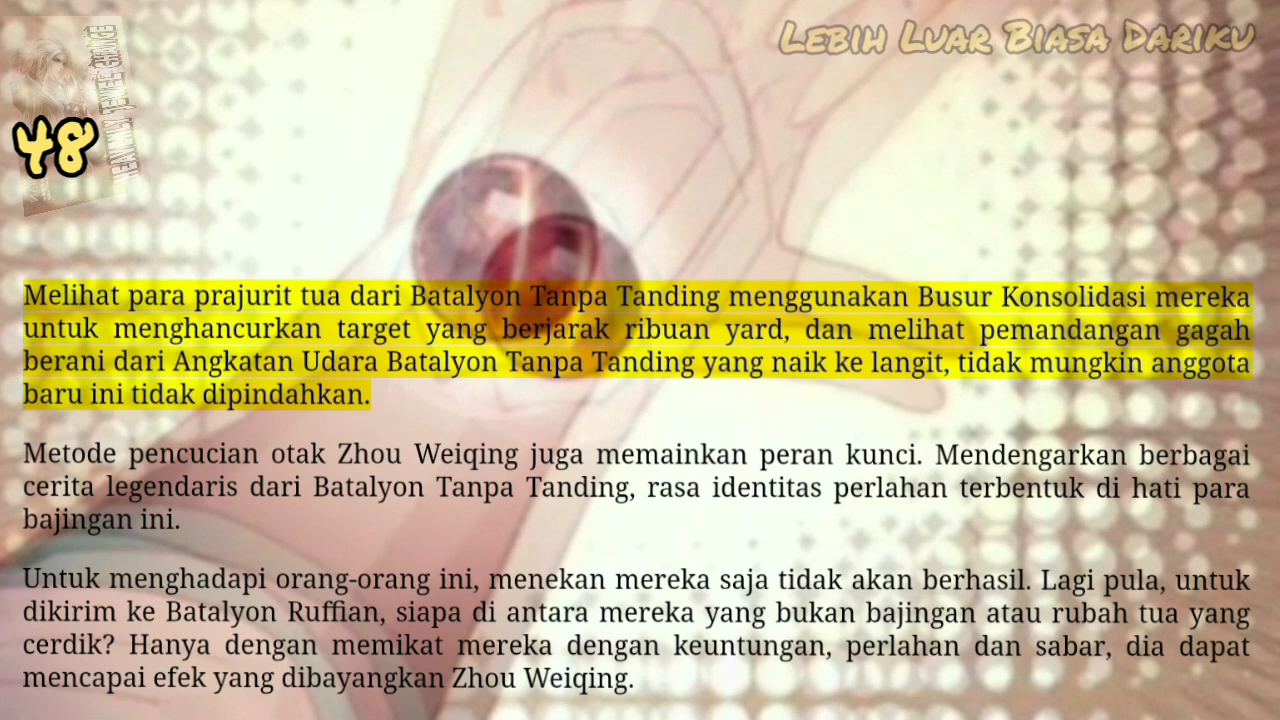 Lebih Luar Biasa Dariku
HEAVENLY JEWEL CHANGE
48
Melihat para prajurit tua dari Batalyon Tanpa Tanding menggunakan Busur Konsolidasi mereka
untuk menghancurkan target yang berjarak ribuan yard, dan melihat pemandangan gagah
berani dari Angkatan Udara Batalyon Tanpa Tanding yang naik ke langit, tidak mungkin anggota
baru ini tidak dipindahkan.
Metode pencucian otak Zhou Weiqing juga memainkan peran kunci. Mendengarkan berbagai
cerita legendaris dari Batalyon Tanpa Tanding, rasa identitas perlahan terbentuk di hati para
bajingan ini.
Untuk menghadapi orang-orang ini, menekan mereka saja tidak akan berhasil. Lagi pula, untuk
dikirim ke Batalyon Ruffian, siapa di antara mereka yang bukan bajingan atau rubah tua yang
cerdik? Hanya dengan memikat mereka dengan keuntungan, perlahan dan sabar, dia dapat
mencapai efek yang dibayangkan Zhou Weiqing.